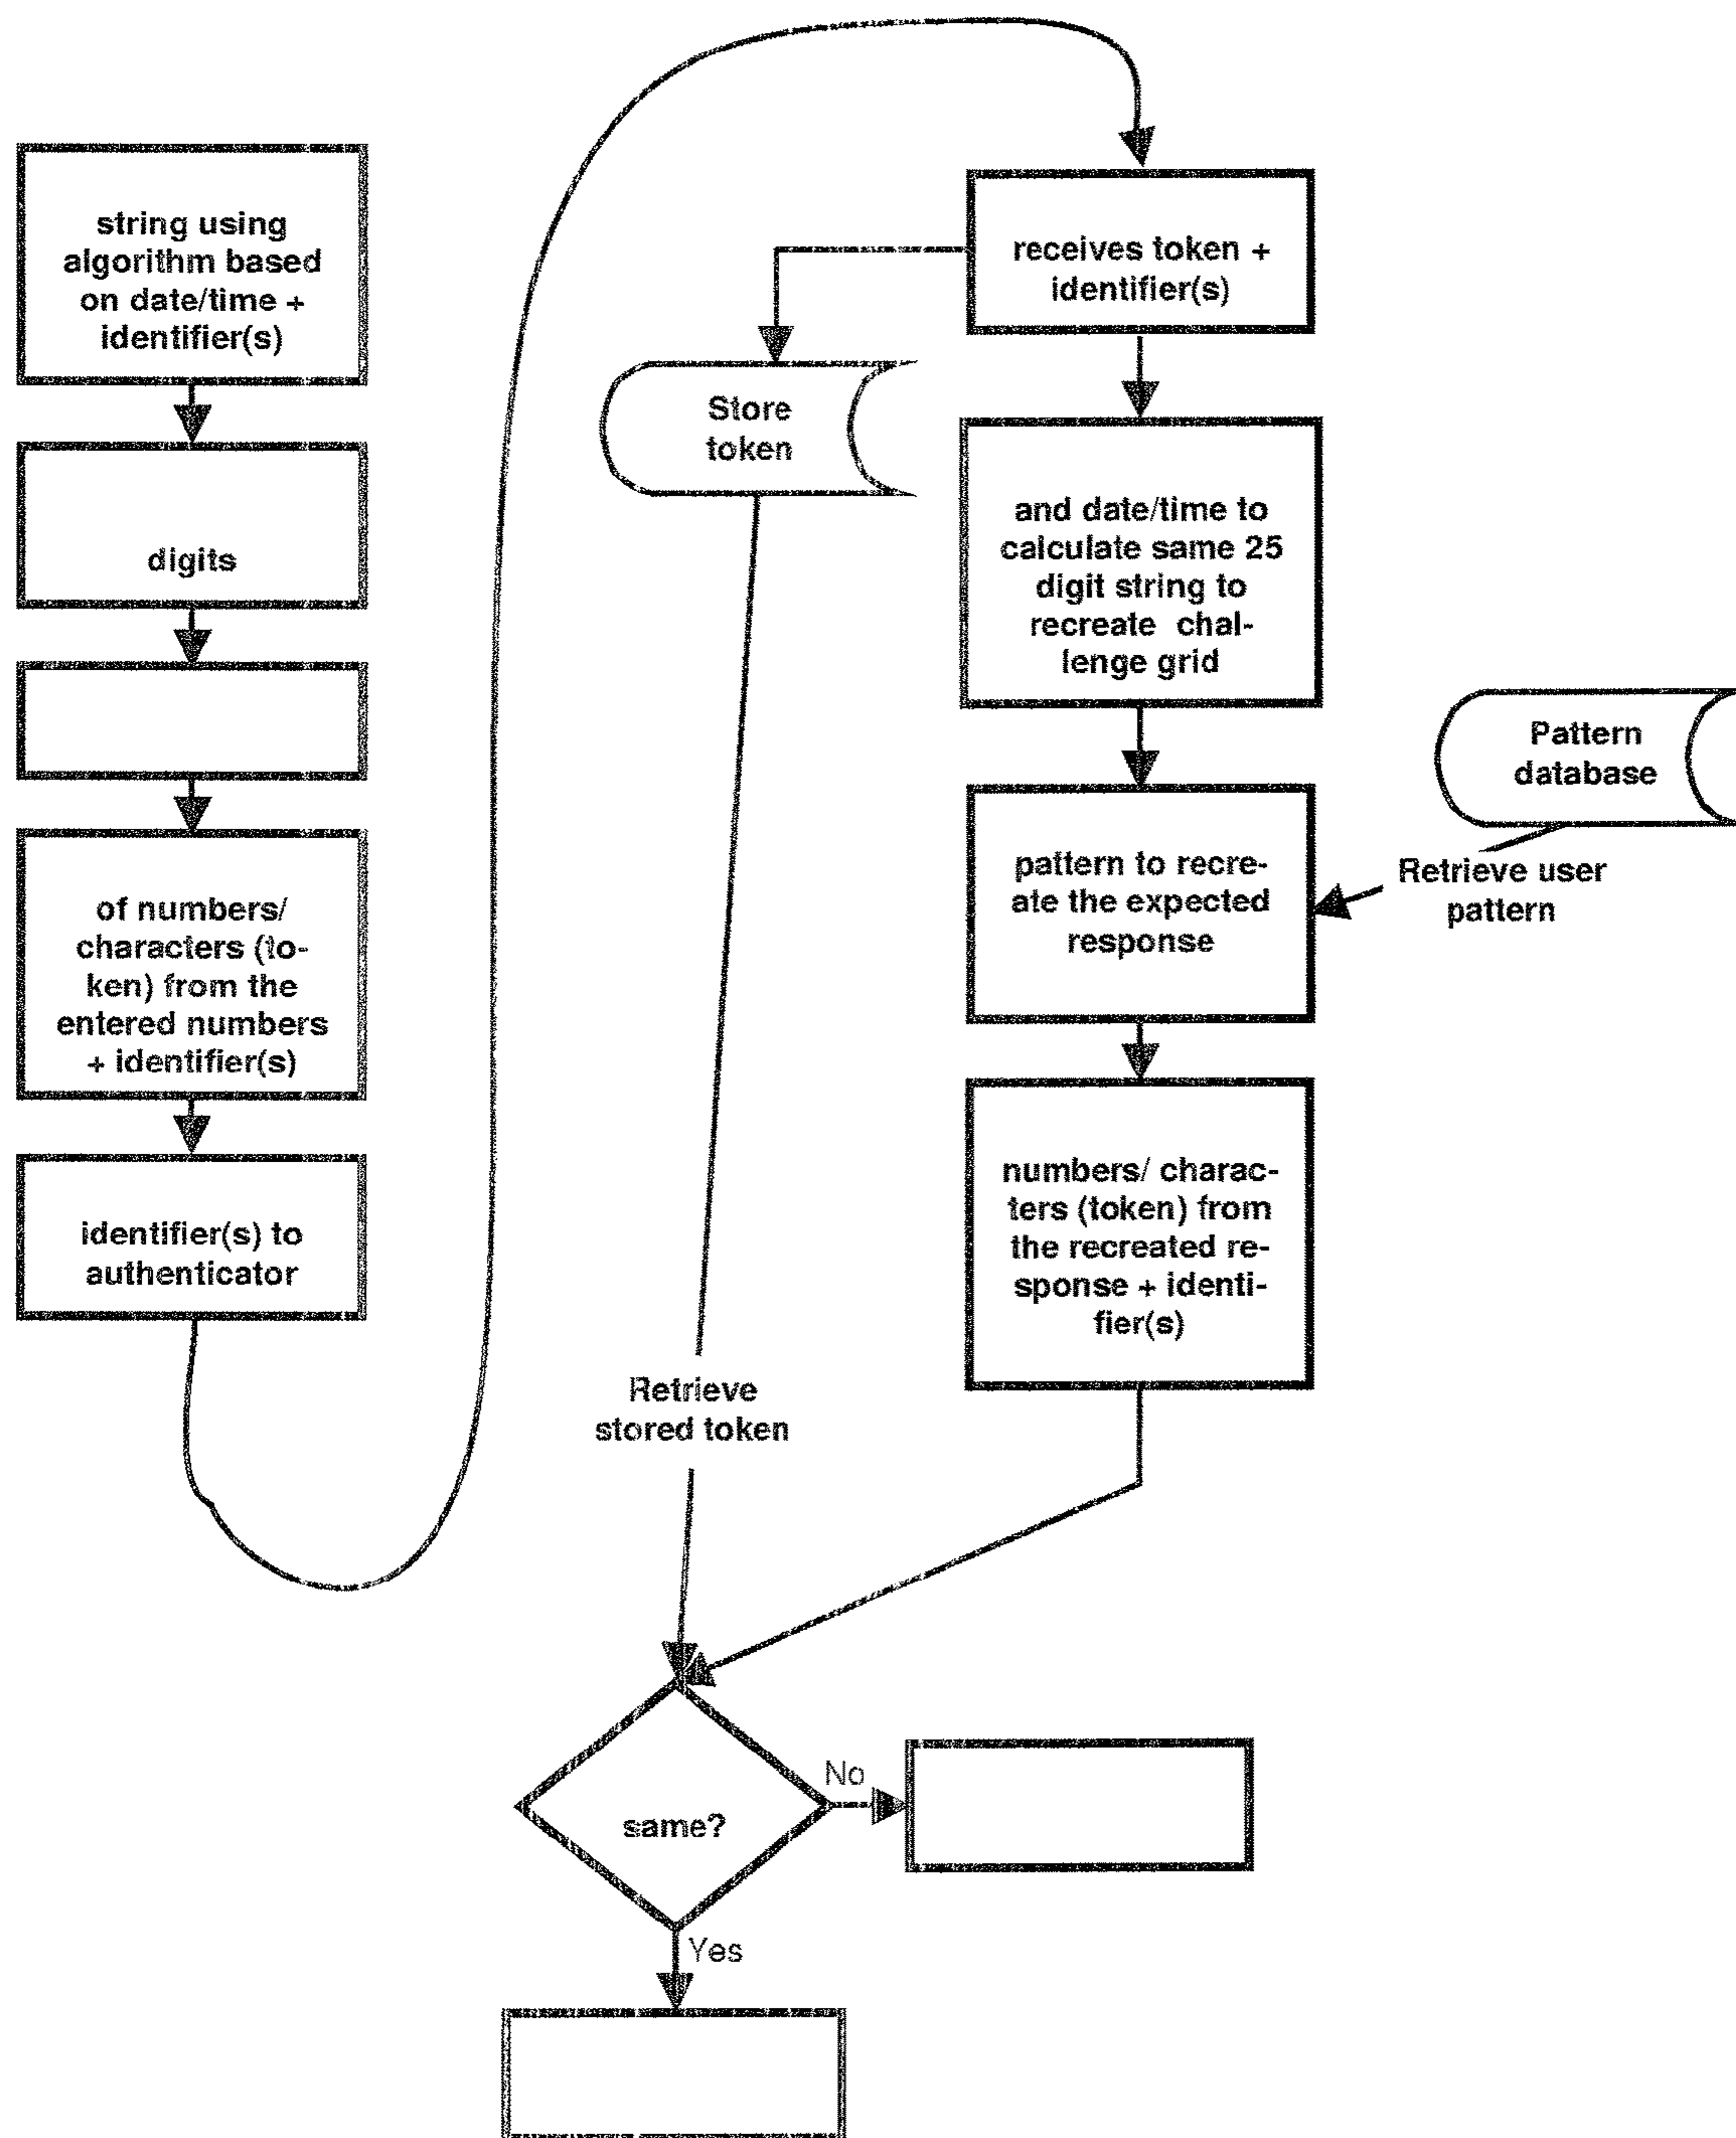 string using
algorithm based
on date/time +
identifier(s)
digits
of numbers/
characters (to-
ken) from the
entered numbers
+ identifier(s)
identifier(s) to
authenticator
receives token +
identifier(s)
Store
token
and date/time to
calculate same 25
digit string to
recreate chal-
lenge grid
Pattern
database
Retrieve user
pattern
pattern to recre-
ate the expected
response
numbers/ charac-
ters (token) from
the recreated re-
sponse + identi-
fier(s)
Retrieve
stored token
same?
No
Yes